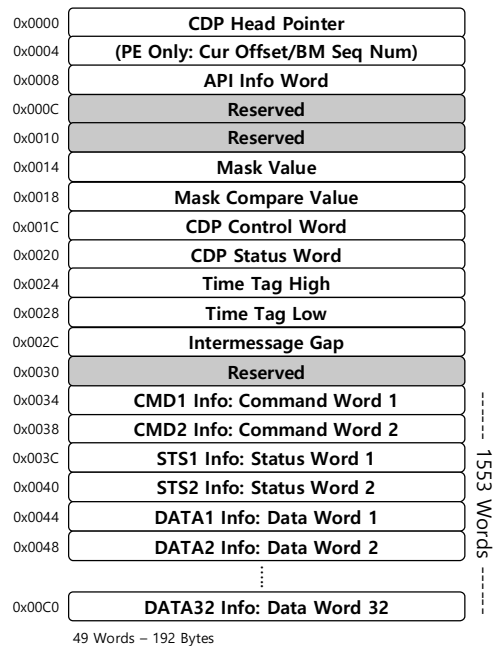 0x0000 CDP Head Pointer
0x0004 (PE Only: Cur Offset/BM Seq Num)
0x0008 API Info Word
0x000C Reserved
0x0010 Reserved
0x0014 Mask Value
0x0018 Mask Compare Value
0x001C CDP Control Word
0x0020 CDP Status Word
0x0024 Time Tag High
0x0028 Time Tag Low
0x002C Intermessage Gap
0x0030 Reserved
0x0034 CMD1 Info: Command Word 1
0x0038 CMD2 Info: Command Word 2
0x003C STS1 Info: Status Word 1
0x0040 STS2 Info: Status Word 2
0x0044 DATA1 Info: Data Word 1
0x0048 DATA2 Info: Data Word 2
0x00C0 DATA32 Info: Data Word 32
1553 Words
49 Words – 192 Bytes